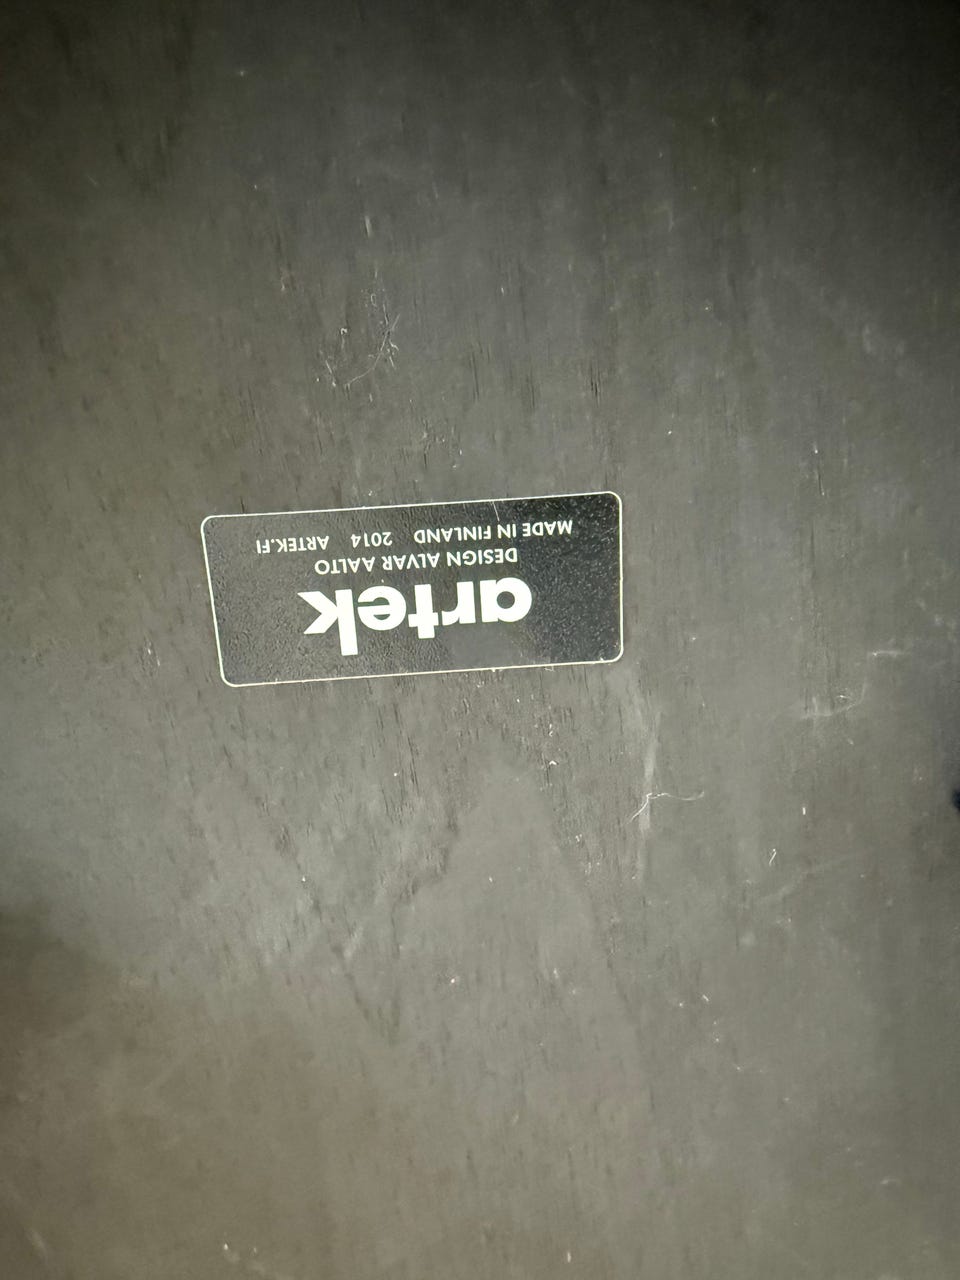 artek
DESIGN ALVAR AALTO
MADE IN FINLAND 2014 ARTEK.FI